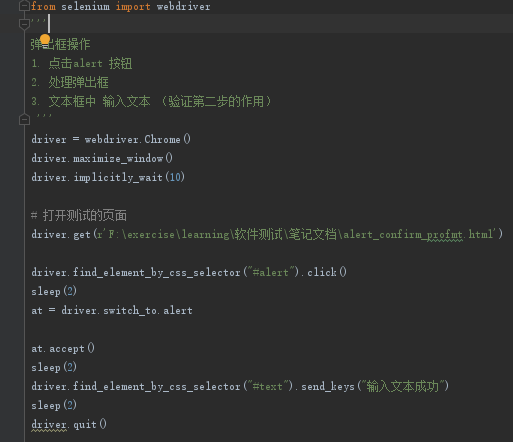 from selenium import webdriver
'''
弹出框操作
1. 点击alert 按钮
2. 处理弹出框
3. 文本框中 输入文本 （验证第二步的作用）
'''
driver = webdriver.Chrome()
driver.maximize_window()
driver.implicitly_wait(10)
# 打开测试的页面
driver.get(r'F:\exercise\learning\软件测试\笔记文档\alert_confirm_profmt.html')
driver.find_element_by_css_selector("#alert").click()
sleep(2)
at = driver.switch_to.alert
at.accept()
sleep(2)
driver.find_element_by_css_selector("#text").send_keys("输入文本成功")
sleep(2)
driver.quit()